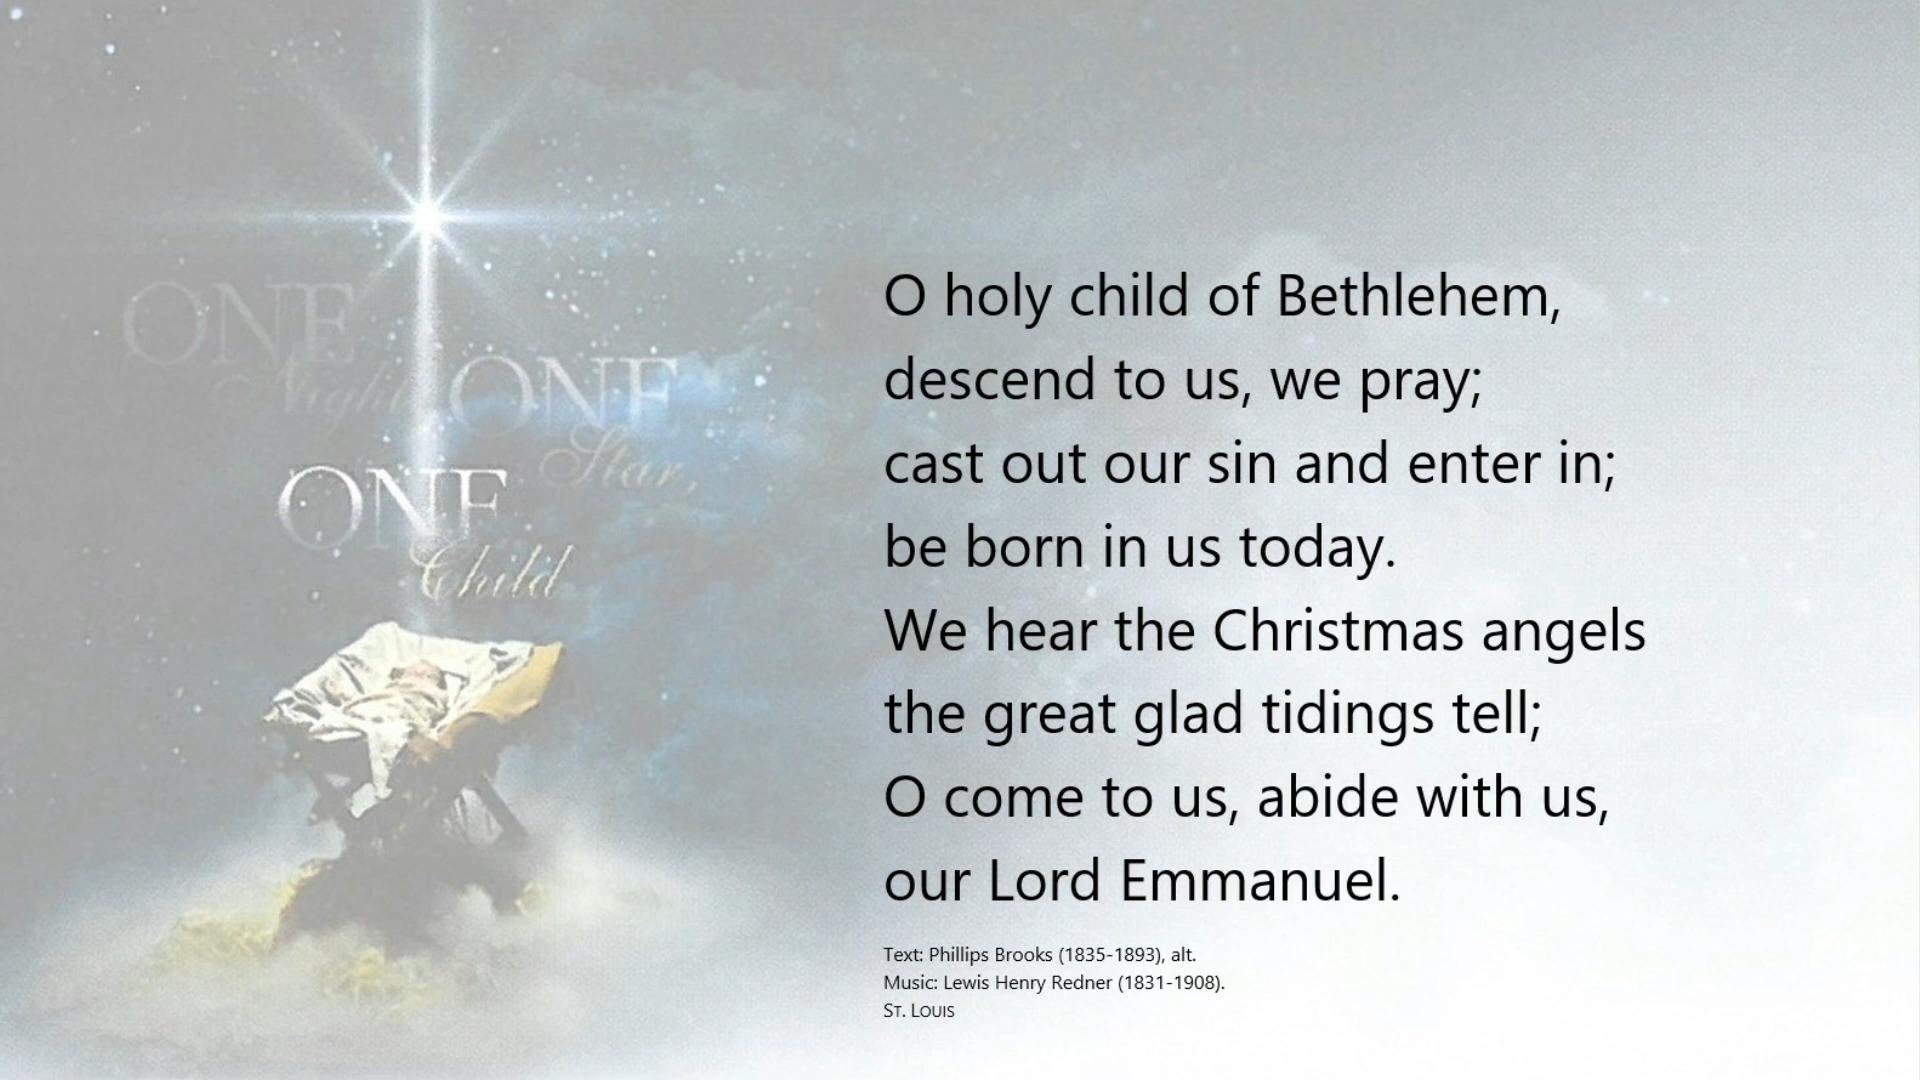 ONE
Night
ONE
Star,
ONE
Child
O holy child of Bethlehem,
descend to us, we pray;
cast out our sin and enter in;
be born in us today.
We hear the Christmas angels
the great glad tidings tell;
O come to us, abide with us,
our Lord Emmanuel.
Text: Phillips Brooks (1835-1893), alt.
Music: Lewis Henry Redner (1831-1908).
ST. LOUIS